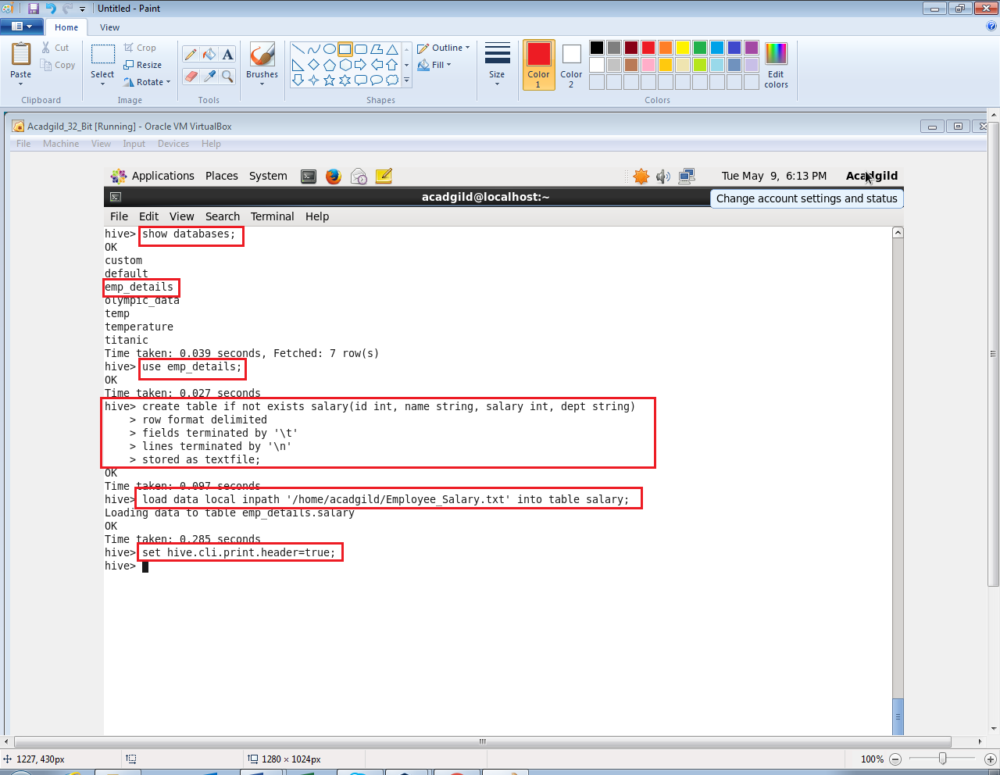 Untitled - Paint
Home View
Paste
Cut
Copy
Clipboard
Select
Crop
Resize
Rotate
Image
A
Tools
Brushes
Outline
Fill
Shapes
Size
Color 1
Color 2
Edit colors
Colors
Acadgild_32_Bit [Running] - Oracle VM VirtualBox
File Machine View Input Devices Help
Applications Places System Tue May 9, 6:13 PM Acadgild
acadgild@localhost:~
Change account settings and status
File Edit View Search Terminal Help
hive> show databases;
OK
custom
default
emp_details
olympic_data
temp
temperature
titanic
Time taken: 0.039 seconds, Fetched: 7 row(s)
hive> use emp_details;
OK
Time taken: 0.027 seconds
hive> create table if not exists salary(id int, name string, salary int, dept string)
> row format delimited
> fields terminated by '\t'
> lines terminated by '\n'
> stored as textfile;
OK
Time taken: 0.097 seconds
hive> load data local inpath '/home/acadgild/Employee_Salary.txt' into table salary;
Loading data to table emp_details.salary
OK
Time taken: 0.285 seconds
hive> set hive.cli.print.header=true;
hive>
1227, 430px 1280 × 1024px 100%